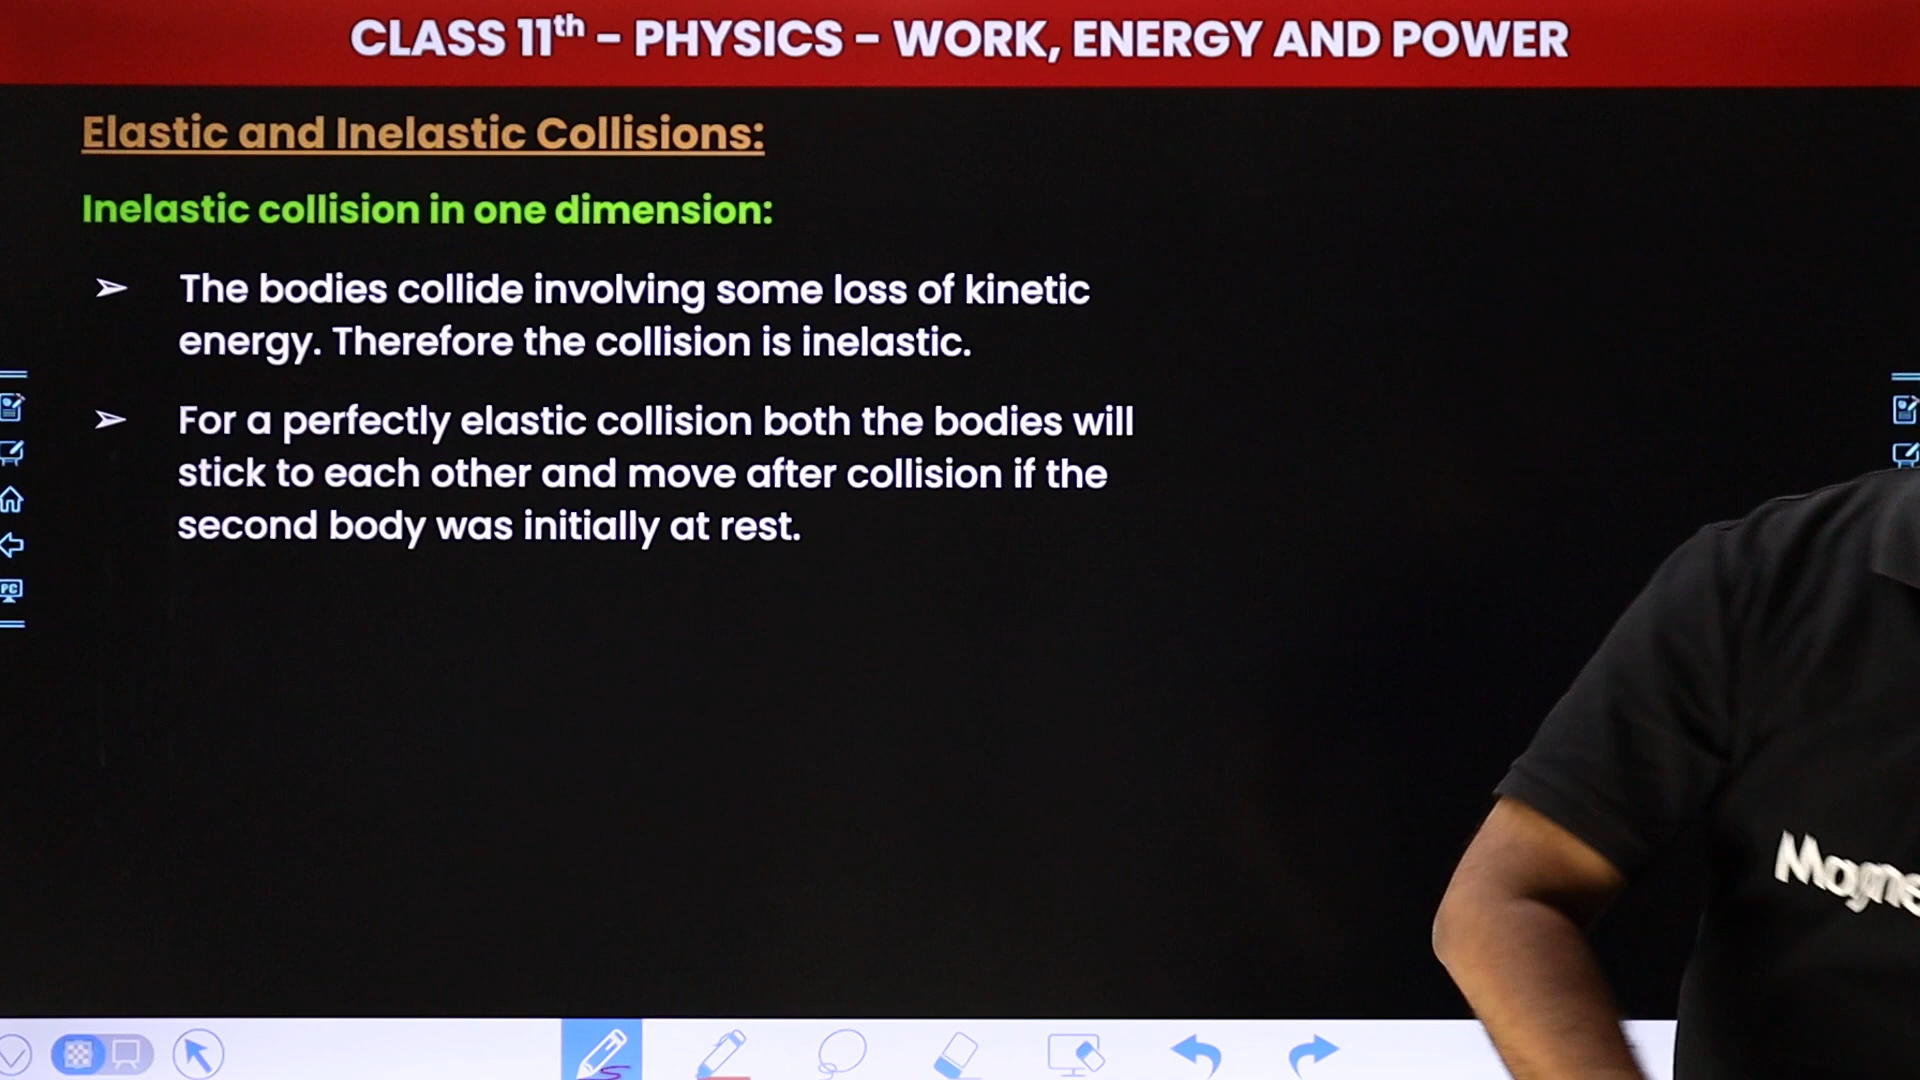 CLASS 11th - PHYSICS - WORK, ENERGY AND POWER
Elastic and Inelastic Collisions:
Inelastic collision in one dimension:
➢ The bodies collide involving some loss of kinetic
energy. Therefore the collision is inelastic.
➢ For a perfectly elastic collision both the bodies will
stick to each other and move after collision if the
second body was initially at rest.
PC
Magne